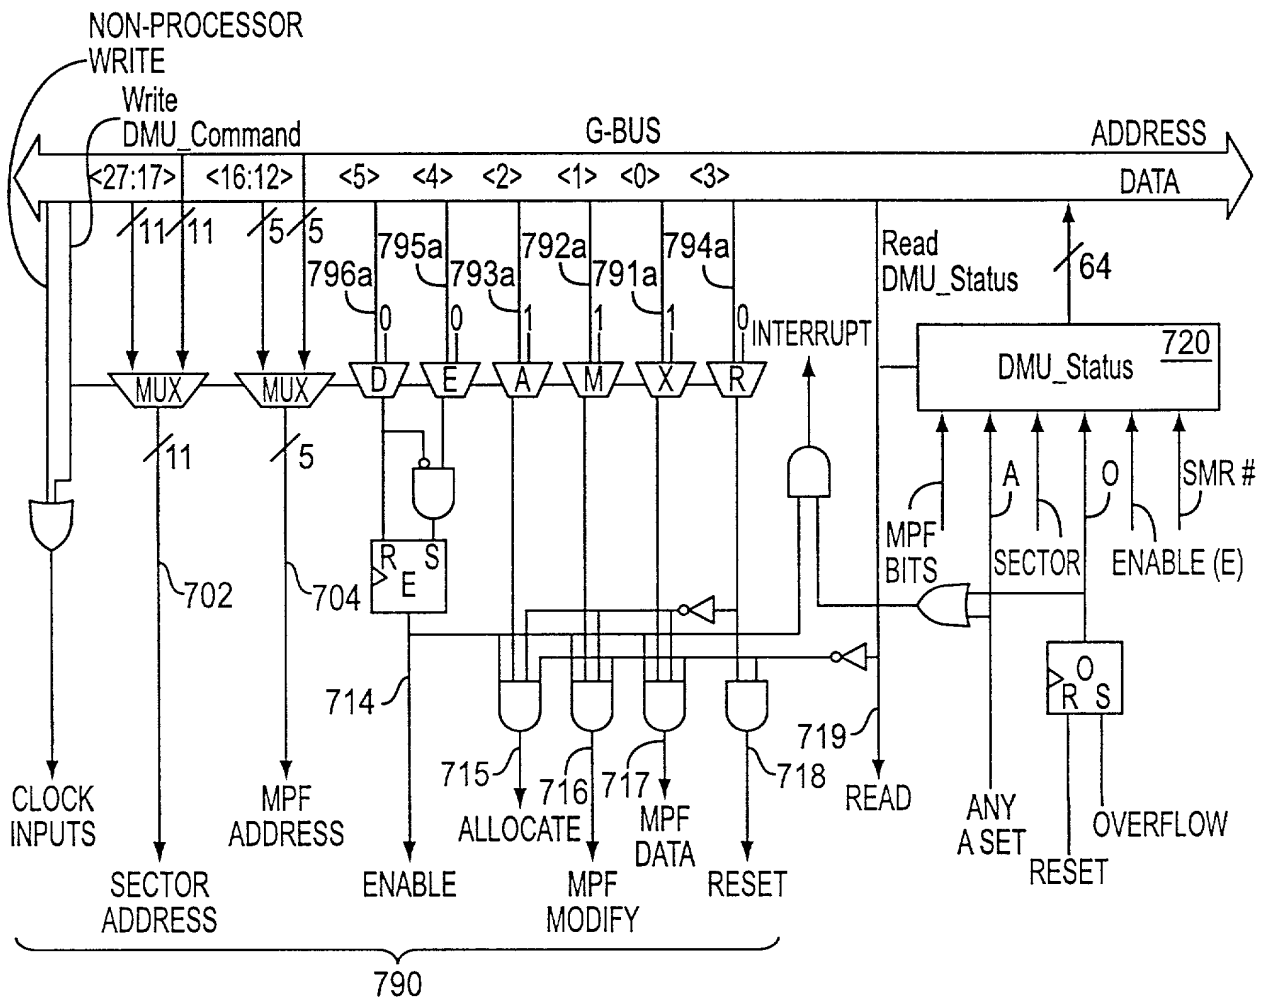 NON-PROCESSOR
WRITE
Write
DMU_Command
G-BUS
ADDRESS
<27:17>
<16:12>
<5>
<4>
<2>
<1>
<0>
<3>
DATA
11
11
5
5
796a
795a
793a
792a
791a
794a
Read
DMU_Status
64
0
0
1
1
1
0
INTERRUPT
DMU_Status
720
MUX
MUX
D
E
A
M
X
R
11
5
MPF
BITS
A
SECTOR
O
ENABLE (E)
SMR #
R S
E
702
704
714
O
R S
715
716
717
718
719
CLOCK
INPUTS
MPF
ADDRESS
ALLOCATE
MPF
DATA
READ
ANY
A SET
OVERFLOW
RESET
SECTOR
ADDRESS
ENABLE
MPF
MODIFY
RESET
790